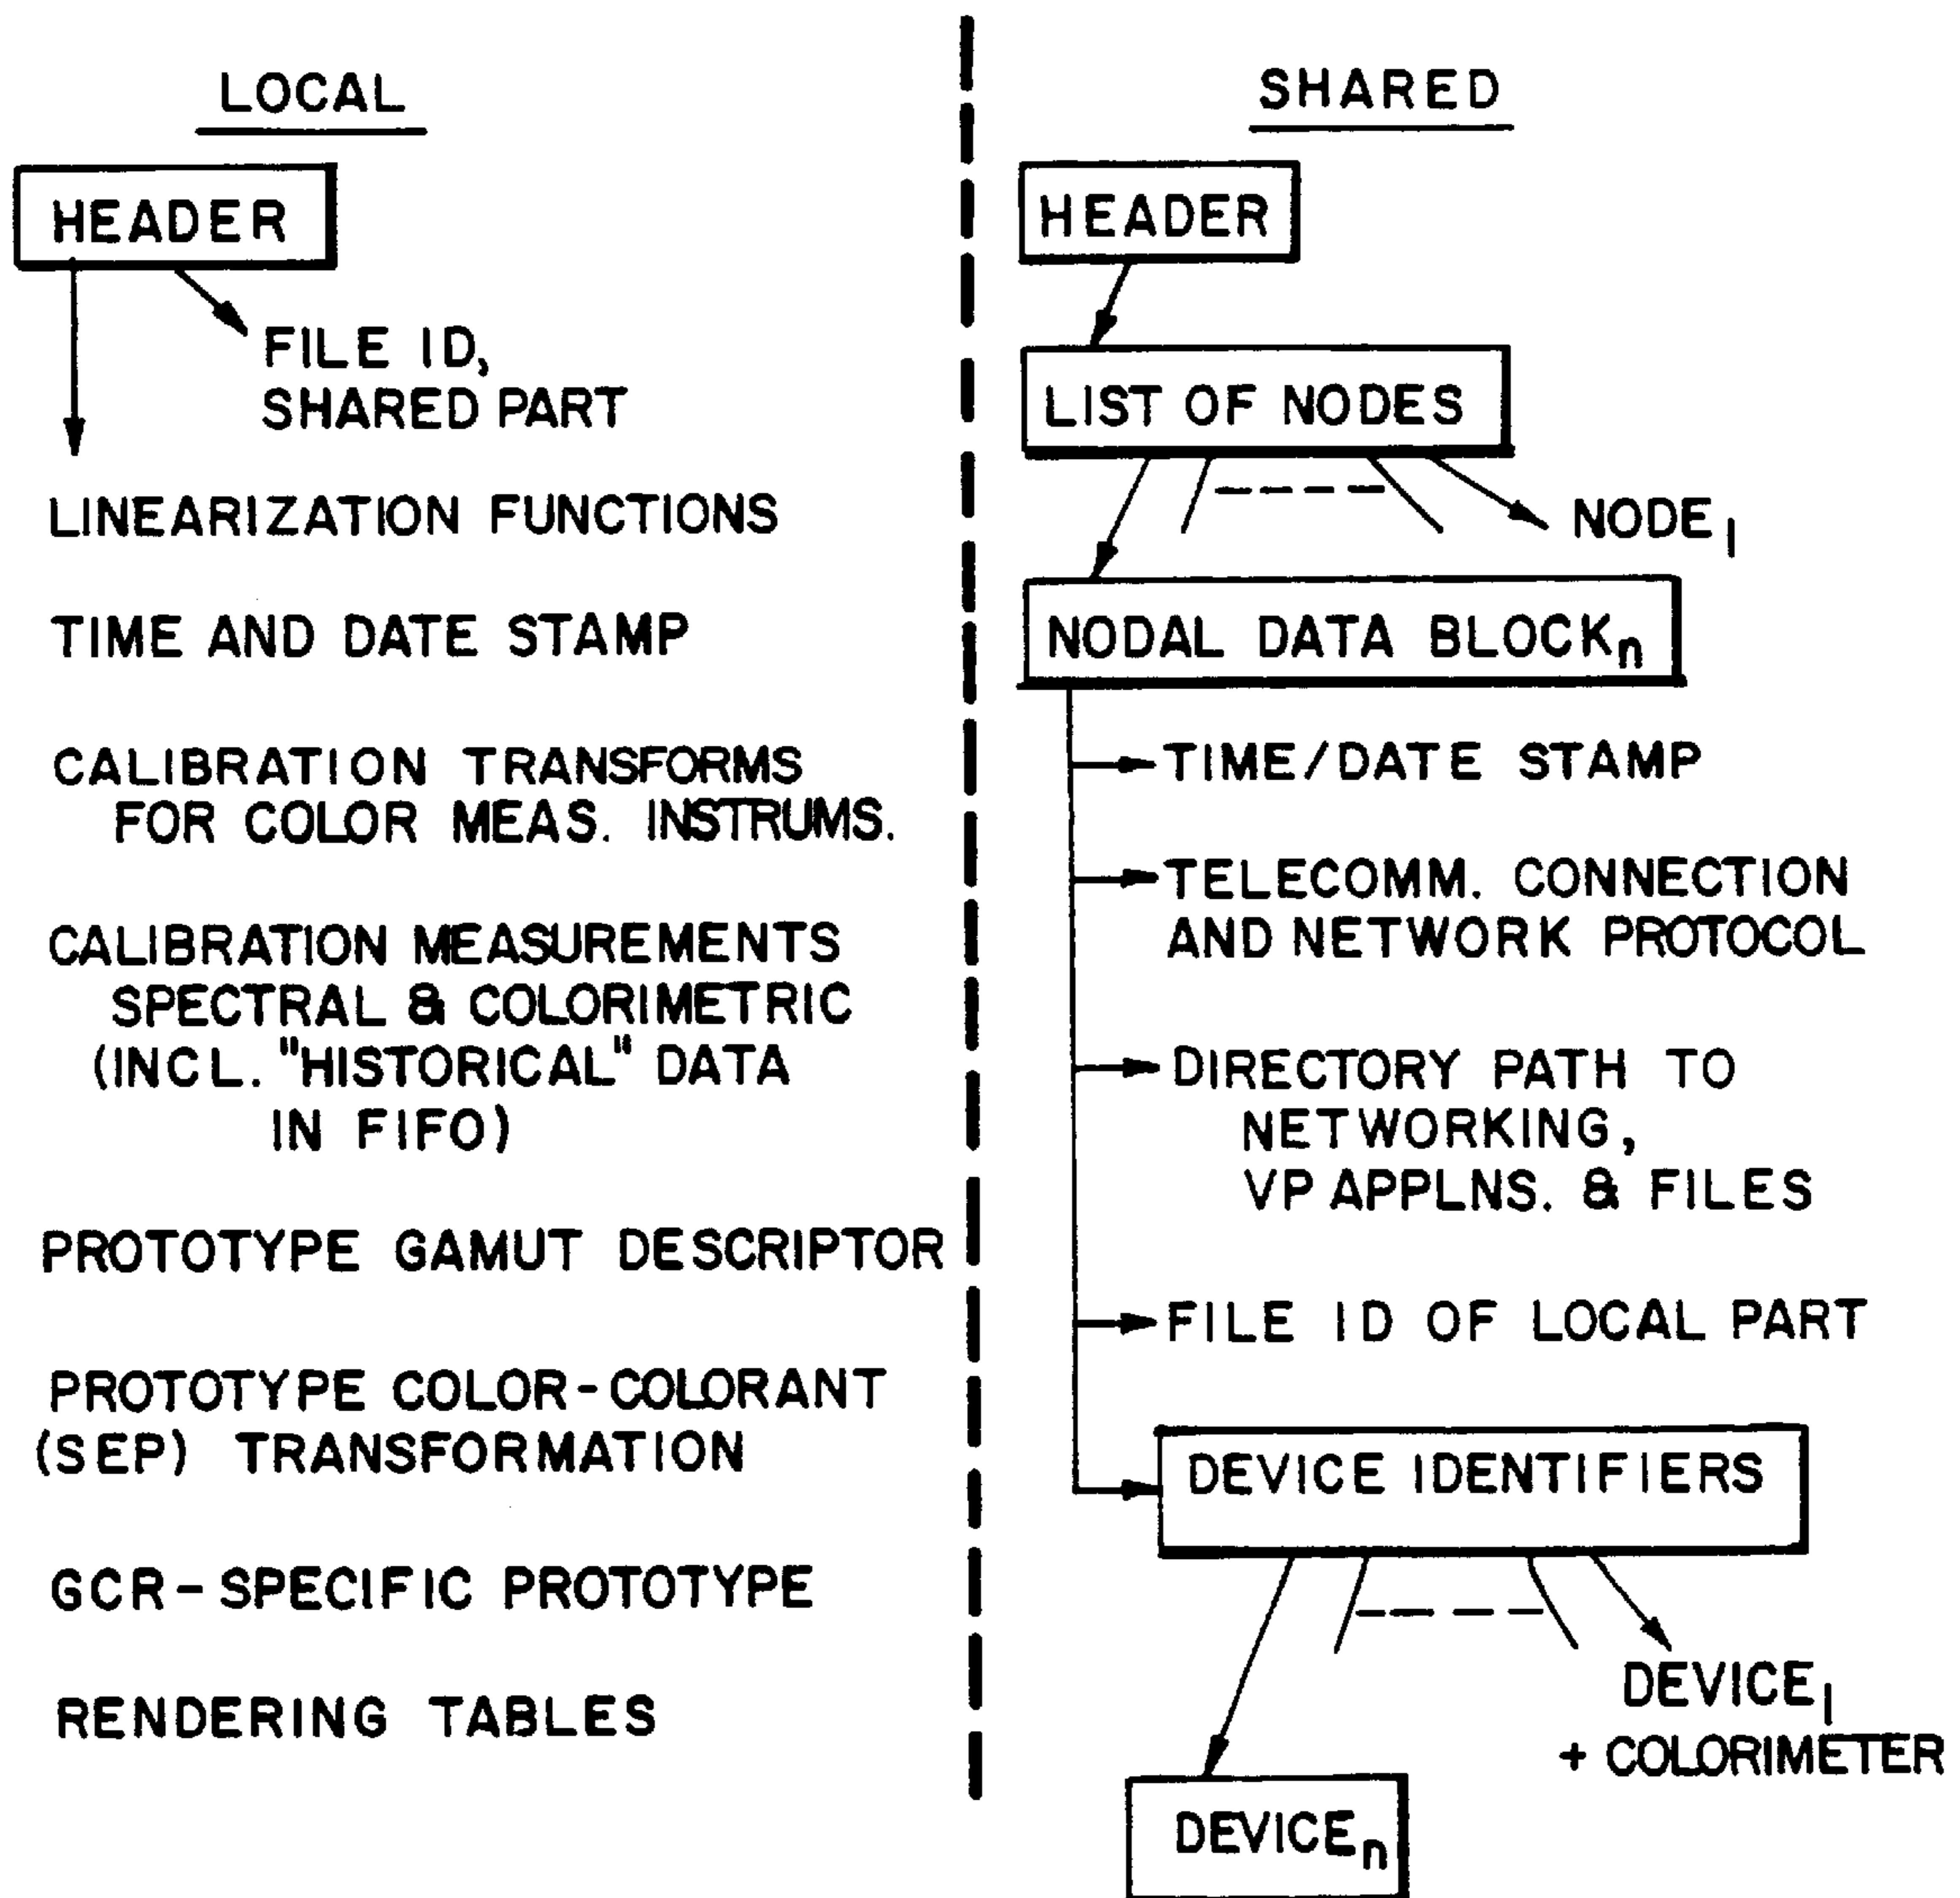 LOCAL
HEADER
FILE ID,
SHARED PART
LINEARIZATION FUNCTIONS
TIME AND DATE STAMP
CALIBRATION TRANSFORMS
FOR COLOR MEAS. INSTRUMS.
CALIBRATION MEASUREMENTS
SPECTRAL & COLORIMETRIC
(INCL. "HISTORICAL" DATA
IN FIFO)
PROTOTYPE GAMUT DESCRIPTOR
PROTOTYPE COLOR-COLORANT
(SEP) TRANSFORMATION
GCR-SPECIFIC PROTOTYPE
RENDERING TABLES
SHARED
HEADER
LIST OF NODES
NODE1
NODAL DATA BLOCKn
TIME/DATE STAMP
TELECOMM. CONNECTION
AND NETWORK PROTOCOL
DIRECTORY PATH TO
NETWORKING,
VP APPLNS. & FILES
FILE ID OF LOCAL PART
DEVICE IDENTIFIERS
DEVICE1
+ COLORIMETER
DEVICEn